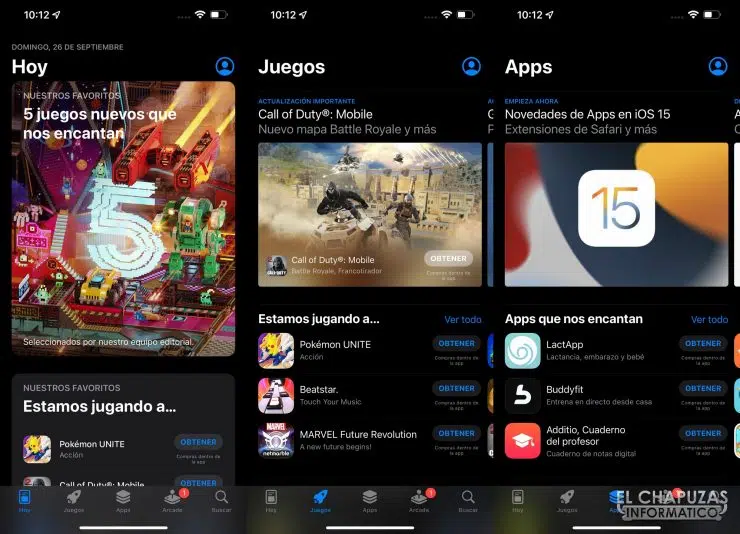 10:12
DOMINGO, 26 DE SEPTIEMBRE
Hoy
NUESTROS FAVORITOS
5 juegos nuevos que
nos encantan
5
Seleccionados por nuestro equipo editorial.
NUESTROS FAVORITOS
Estamos jugando a...
Pokémon UNITE
Acción
OBTENER
Compras dentro de
la app
Call of Duty®: Mobile
OBTENER
Hoy
Juegos
Apps
Arcade
1
Buscar
10:12
Juegos
ACTUALIZACIÓN IMPORTANTE
Call of Duty®: Mobile
Nuevo mapa Battle Royale y más
Call of Duty®: Mobile
Battle Royale, Francotirador
OBTENER
Compras dentro de
la app
Estamos jugando a...
Ver todo
Pokémon UNITE
Acción
OBTENER
Compras dentro de
la app
Beatstar.
Touch Your Music
OBTENER
Compras dentro de
la app
MARVEL
netmarble
MARVEL Future Revolution
A new future begins!
OBTENER
Compras dentro de
la app
Hoy
Juegos
Apps
Arcade
1
Buscar
10:12
Apps
EMPIEZA AHORA
Novedades de Apps en iOS 15
Extensiones de Safari y más
15
Apps que nos encantan
Ver todo
LactApp
Lactancia, embarazo y bebé
OBTENER
Compras dentro de
la app
Buddyfit
Entrena en directo desde casa
OBTENER
Compras dentro de
la app
Additio, Cuaderno
del profesor
Cuaderno de notas digital
OBTENER
Compras dentro de
la app
Hoy
Juegos
EL CHAPUZAS
INFORMÁTICO